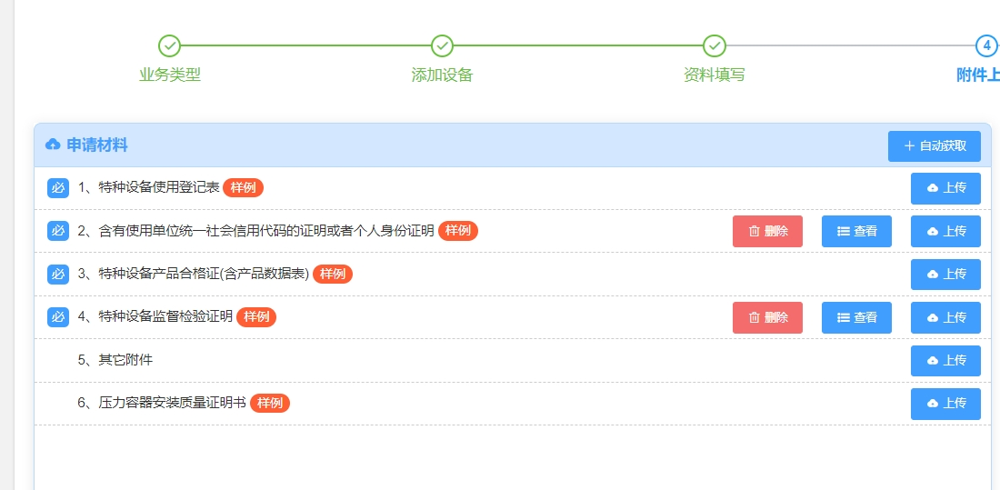 业务类型
添加设备
资料填写
4
附件上
申请材料
自动获取
必 1、特种设备使用登记表 样例 上传
必 2、含有使用单位统一社会信用代码的证明或者个人身份证明 样例 删除 查看 上传
必 3、特种设备产品合格证(含产品数据表) 样例 上传
必 4、特种设备监督检验证明 样例 删除 查看 上传
5、其它附件 上传
6、压力容器安装质量证明书 样例 上传